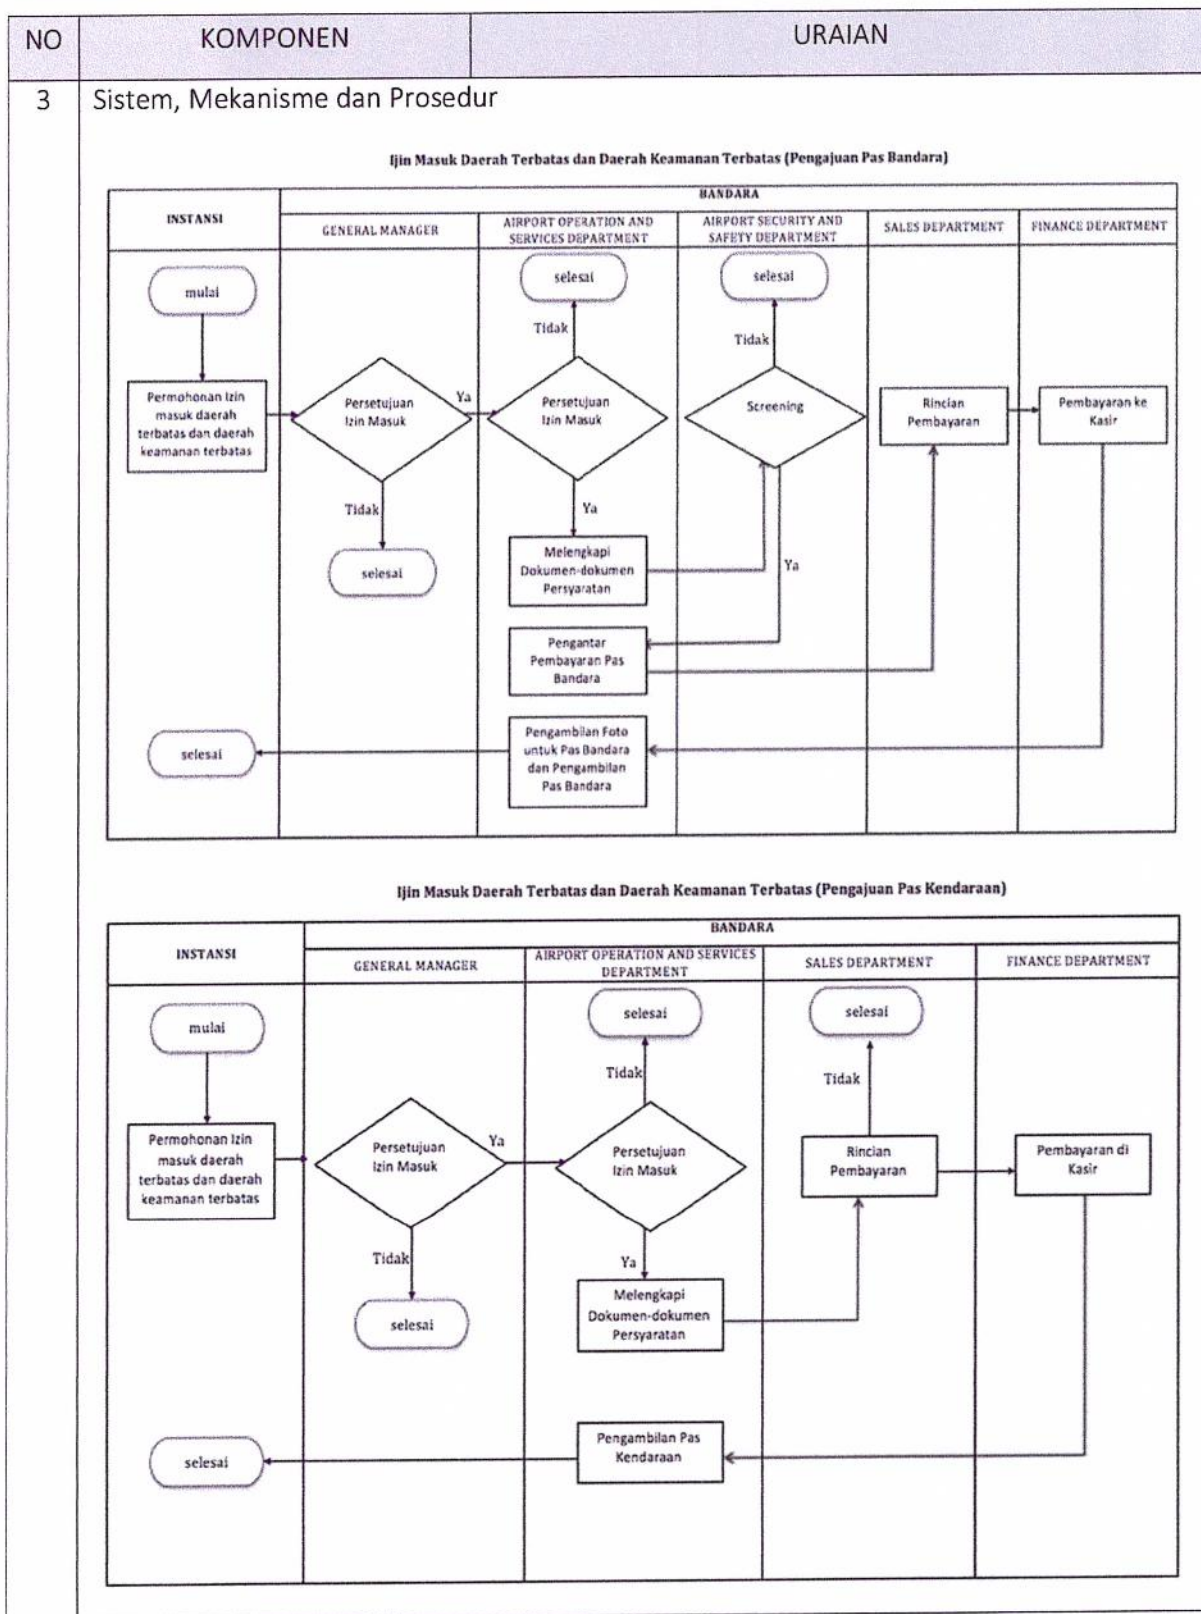 NO KOMPONEN URAIAN
3 Sistem, Mekanisme dan Prosedur
Ijin Masuk Daerah Terbatas dan Daerah Keamanan Terbatas (Pengajuan Pas Bandara)
INSTANSI
BANDARA
GENERAL MANAGER
AIRPORT OPERATION AND
SERVICES DEPARTMENT
AIRPORT SECURITY AND
SAFETY DEPARTMENT
SALES DEPARTMENT
FINANCE DEPARTMENT
mulai
selesai
selesai
Tidak
Tidak
Permohonan Izin
masuk daerah
terbatas dan daerah
keamanan terbatas
Persetujuan
Izin Masuk
Ya
Persetujuan
Izin Masuk
Screening
Rincian
Pembayaran
Pembayaran ke
Kasir
Tidak
Ya
selesai
Melengkapi
Dokumen-dokumen
Persyaratan
Ya
Pengantar
Pembayaran Pas
Bandara
selesai
Pengambilan Foto
untuk Pas Bandara
dan Pengambilan
Pas Bandara
Ijin Masuk Daerah Terbatas dan Daerah Keamanan Terbatas (Pengajuan Pas Kendaraan)
INSTANSI
BANDARA
GENERAL MANAGER
AIRPORT OPERATION AND SERVICES
DEPARTMENT
SALES DEPARTMENT
FINANCE DEPARTMENT
mulai
selesai
selesai
Tidak
Tidak
Permohonan Izin
masuk daerah
terbatas dan daerah
keamanan terbatas
Persetujuan
Izin Masuk
Ya
Persetujuan
Izin Masuk
Rincian
Pembayaran
Pembayaran di
Kasir
Tidak
Ya
selesai
Melengkapi
Dokumen-dokumen
Persyaratan
selesai
Pengambilan Pas
Kendaraan